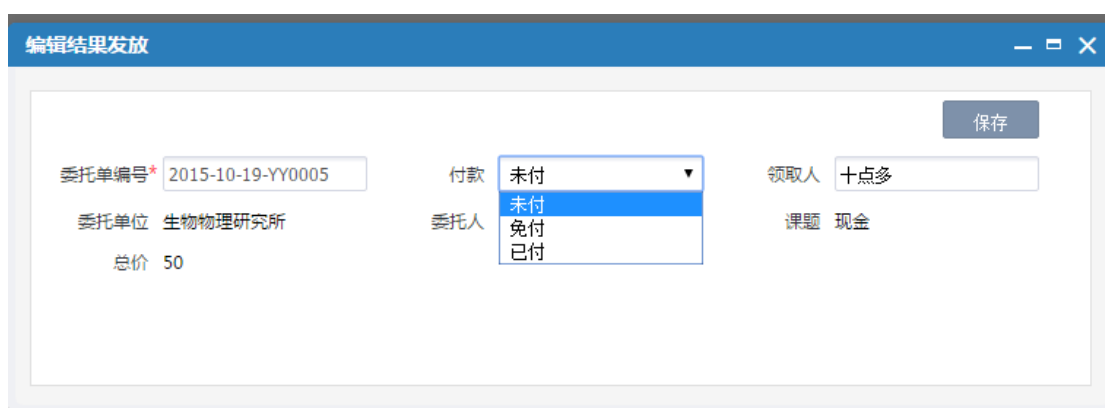 编辑结果发放
保存
委托单编号* 2015-10-19-YY0005 付款 未付 领取人 十点多
委托单位 生物物理研究所 委托人 未付 课题 现金
免付
已付
总价 50